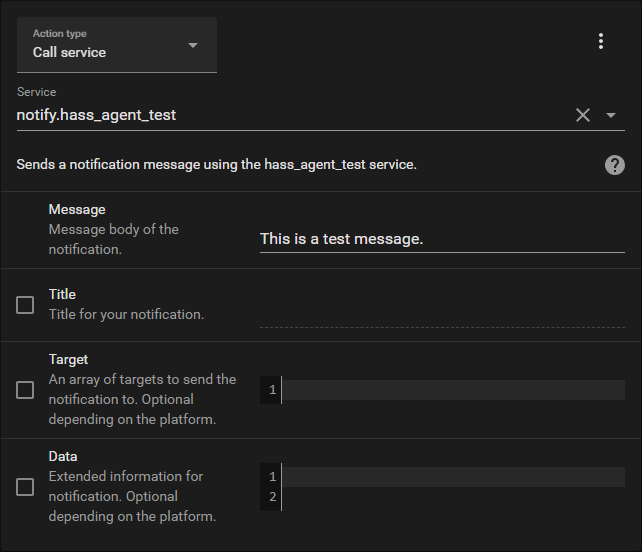 Action type
Call service
Service
notify.hass_agent_test
Sends a notification message using the hass_agent_test service.
Message
Message body of the
notification.
This is a test message.
Title
Title for your notification.
Target
An array of targets to send the
notification to. Optional
depending on the platform.
1
Data
Extended information for
notification. Optional
depending on the platform.
1
2